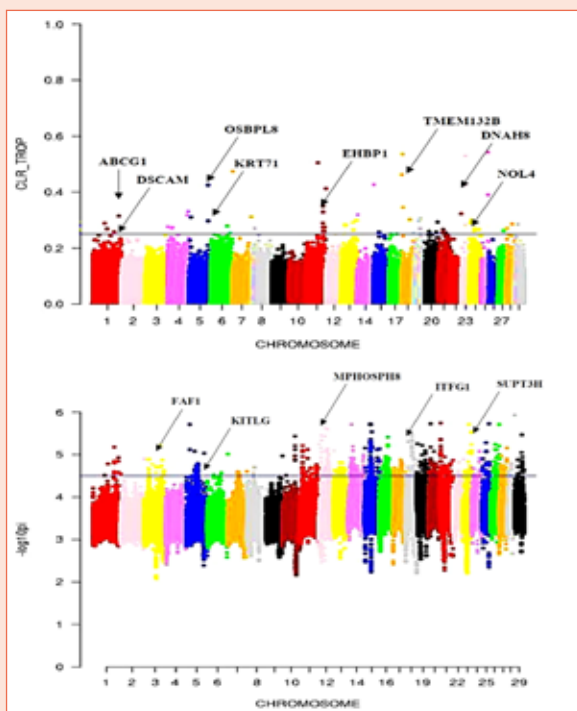 1.0
0.8
0.6
0.4
0.2
0.0
CLR_TROP
ABCG1
DSCAM
OSBPL8
KRT71
EHBP1
TMEM132B
DNAH8
NOL4
1 2 3 4 5 6 7 8 10 12 14 17 20 23 27
CHROMOSOME
6
5
4
3
2
1
0
-log10pi
FAF1
KITLG
MPHOSPH8
ITFG1
SUPT3H
1 2 3 4 5 6 8 10 12 16 19 22 25 29
CHROMOSOME